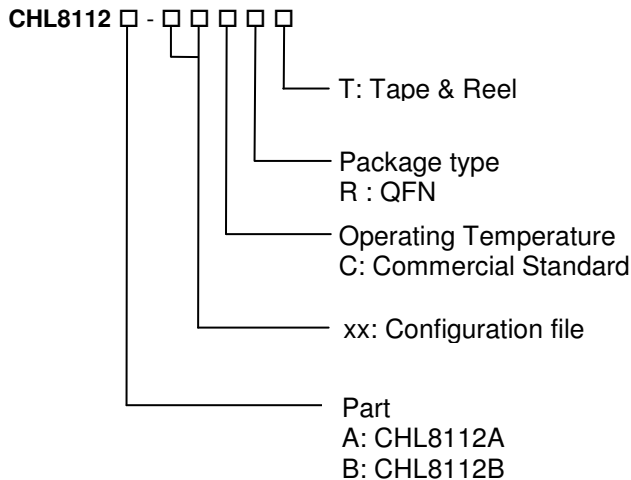 CHL8112 □ - □ □ □ □ □
T: Tape & Reel
Package type
R : QFN
Operating Temperature
C: Commercial Standard
xx: Configuration file
Part
A: CHL8112A
B: CHL8112B